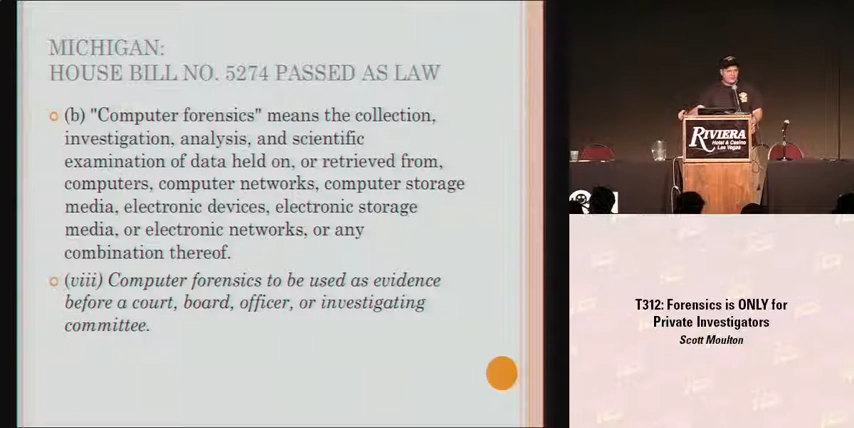 MICHIGAN:
HOUSE BILL NO. 5274 PASSED AS LAW
(b) "Computer forensics" means the collection,
investigation, analysis, and scientific
examination of data held on, or retrieved from,
computers, computer networks, computer storage
media, electronic devices, electronic storage
media, or electronic networks, or any
combination thereof.
(viii) Computer forensics to be used as evidence
before a court, board, officer, or investigating
committee.
RIVIERA
Hotel & Casino
Las Vegas
T312: Forensics is ONLY for
Private Investigators
Scott Moulton